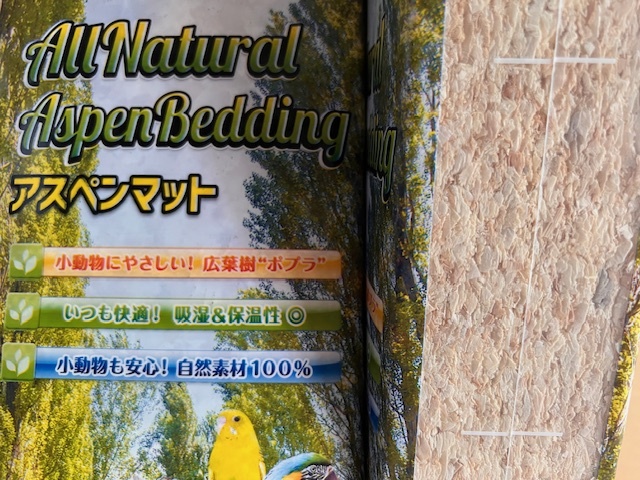 All Natural
Aspen Bedding
アスペンマット
小動物にやさしい! 広葉樹“ポプラ”
いつも快適! 吸湿&保温性◎
小動物も安心! 自然素材100%